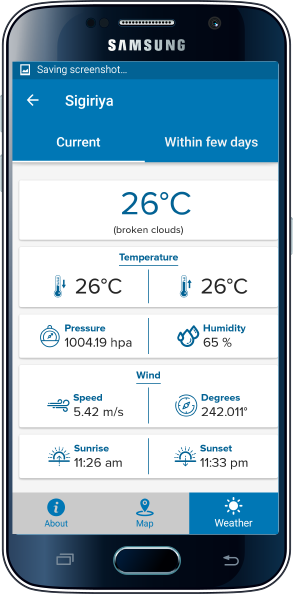 SAMSUNG
Saving screenshot...
Sigiriya
Current Within few days
26°C
(broken clouds)
Temperature
26°C 26°C
Pressure Humidity
1004.19 hpa 65 %
Wind
Speed Degrees
5.42 m/s 242.011°
Sunrise Sunset
11:26 am 11:33 pm
About Map Weather